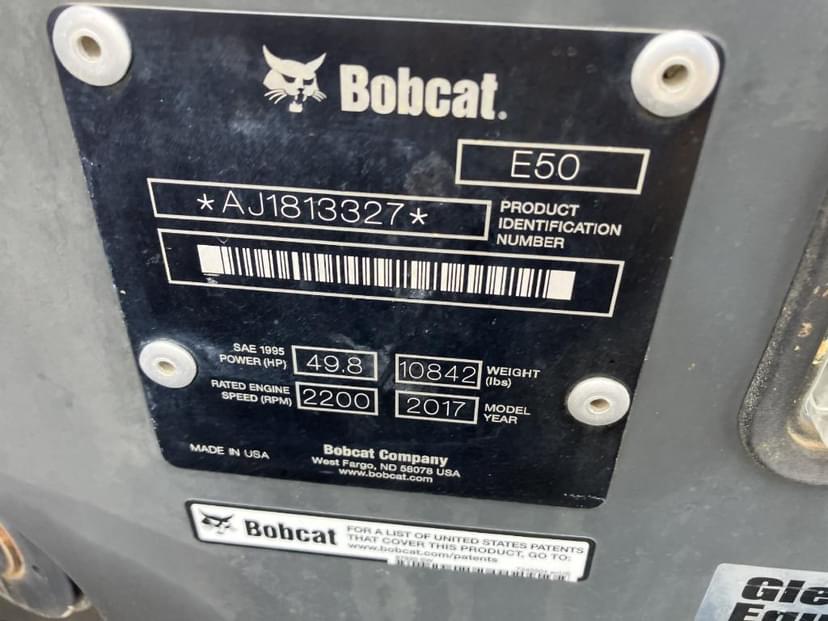 Bobcat.
E50
*AJ1813327*
PRODUCT
IDENTIFICATION
NUMBER
SAE 1995
POWER (HP)
49.8
10842
WEIGHT
(lbs)
RATED ENGINE
SPEED (RPM)
2200
2017
MODEL
YEAR
MADE IN USA
Bobcat Company
West Fargo, ND 58078 USA
www.bobcat.com
Bobcat
FOR A LIST OF UNITED STATES PATENTS
THAT COVER THIS PRODUCT, GO TO:
www.bobcat.com/patents